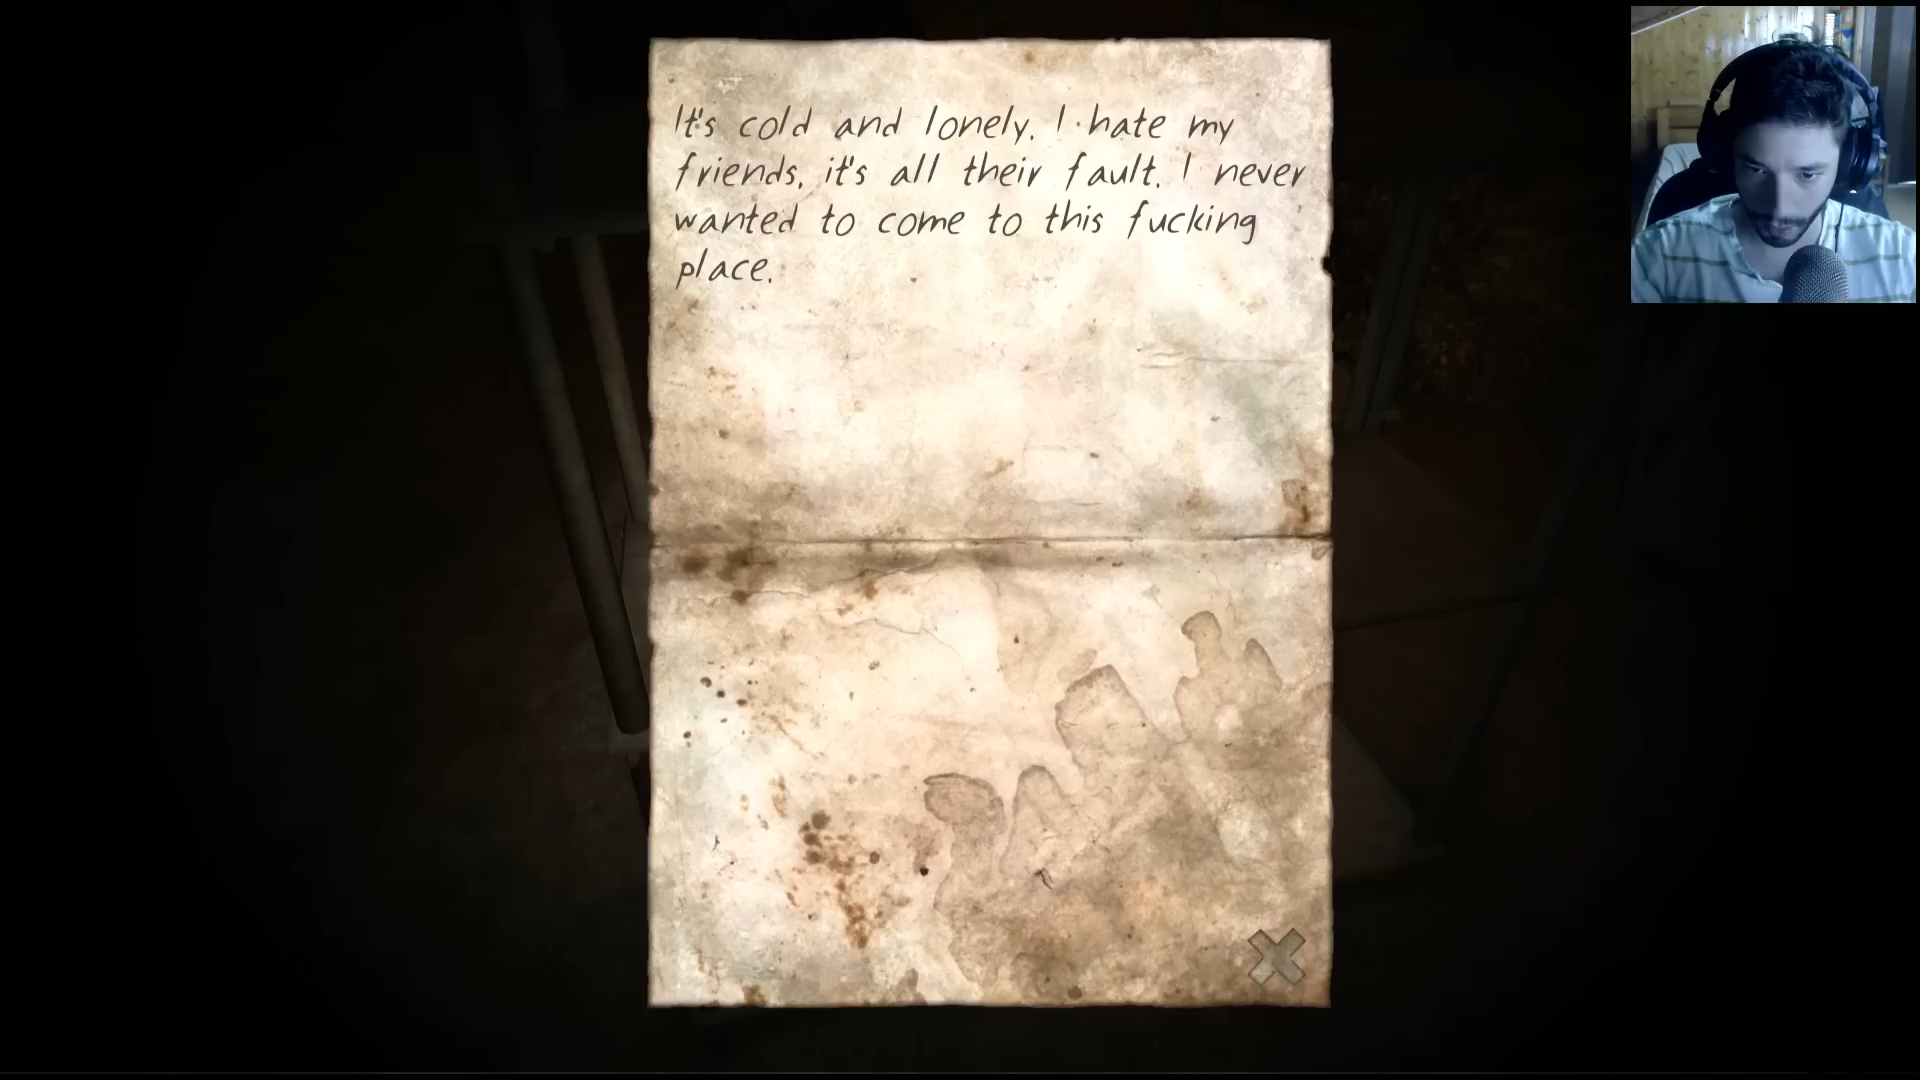 It's cold and lonely. I hate my
friends, it's all their fault. I never
wanted to come to this fucking
place.